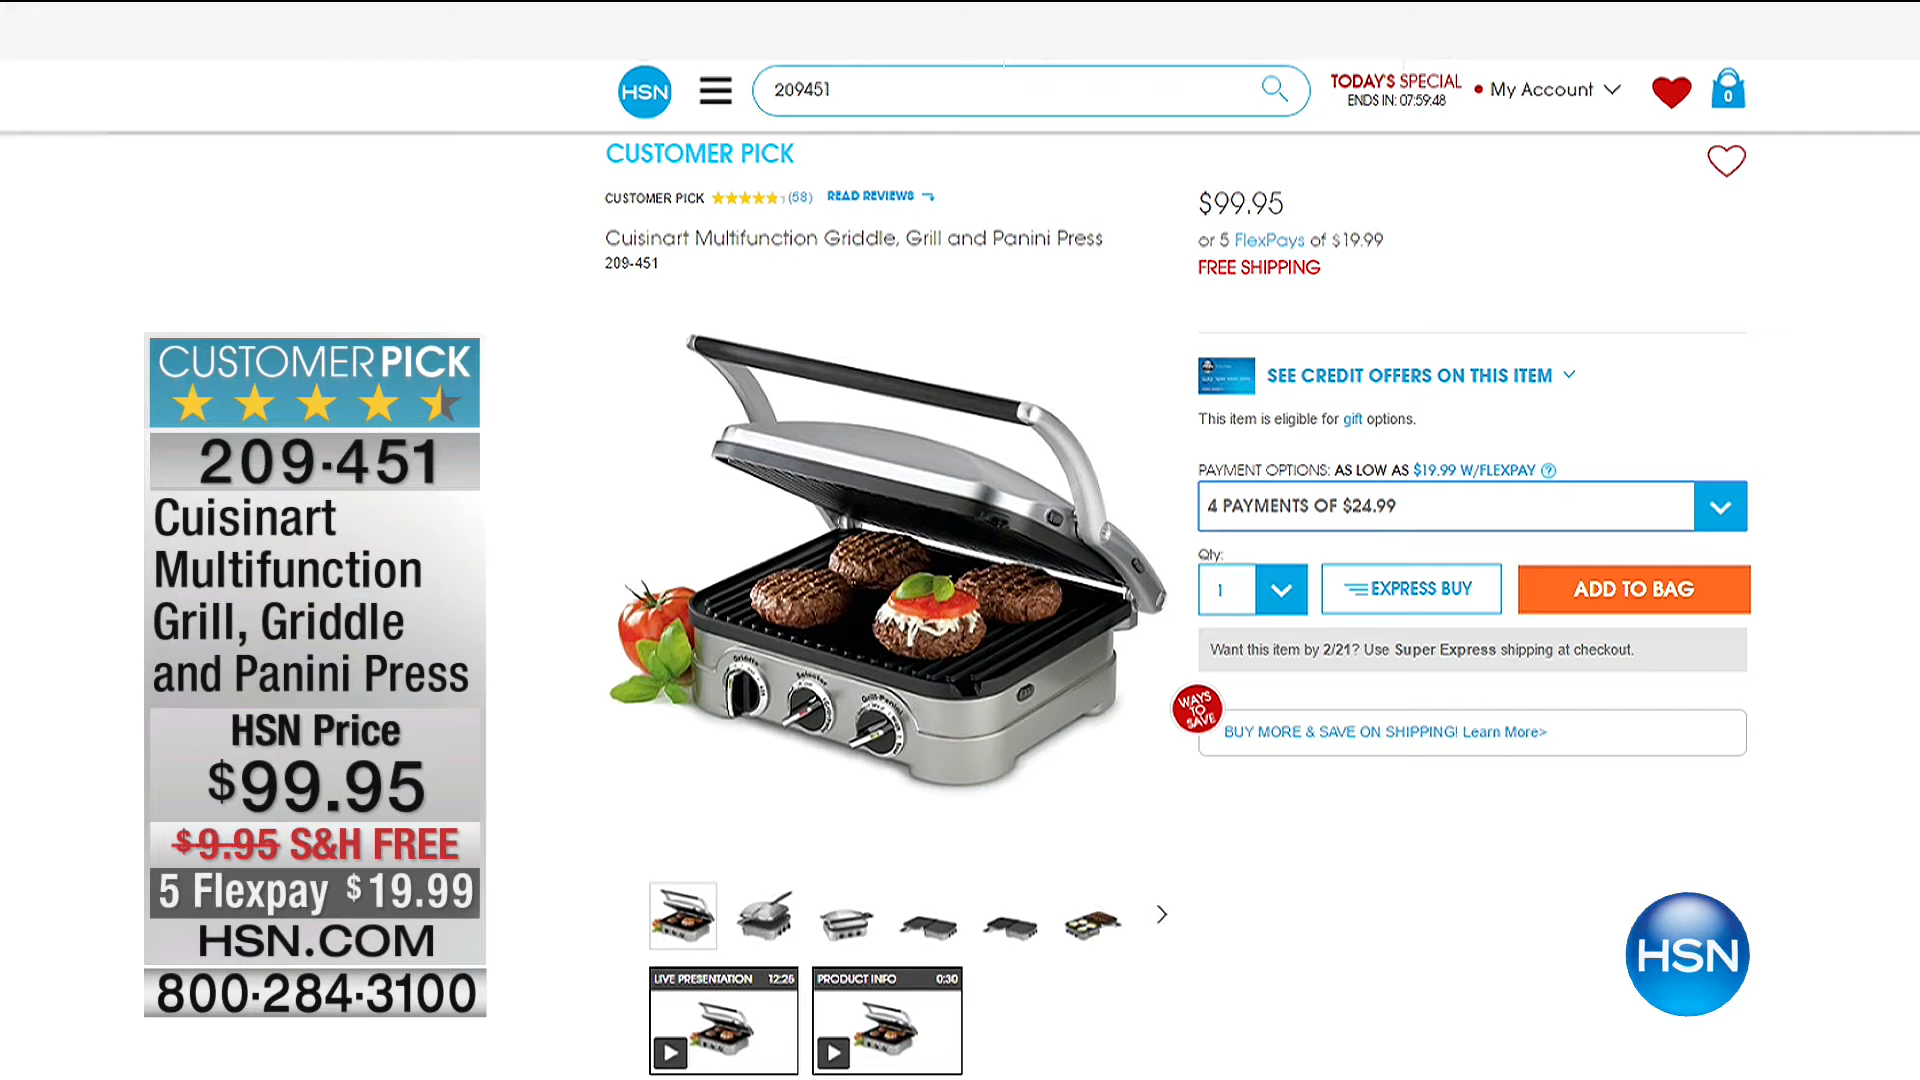 HSN
209451
TODAY'S SPECIAL
ENDS IN: 07:59:48
My Account
0
CUSTOMER PICK
CUSTOMER PICK (58) READ REVIEWS
Cuisinart Multifunction Griddle, Grill and Panini Press
209-451
$99.95
or 5 FlexPays of $19.99
FREE SHIPPING
SEE CREDIT OFFERS ON THIS ITEM
This item is eligible for gift options.
PAYMENT OPTIONS: AS LOW AS $19.99 W/FLEXPAY ?
4 PAYMENTS OF $24.99
Qty:
1
EXPRESS BUY
ADD TO BAG
Want this item by 2/21? Use Super Express shipping at checkout.
WAYS
TO
SAVE
BUY MORE & SAVE ON SHIPPING! Learn More>
CUSTOMERPICK
209·451
Cuisinart
Multifunction
Grill, Griddle
and Panini Press
HSN Price
$99.95
$9.95 S&H FREE
5 Flexpay $19.99
HSN.COM
800·284·3100
Griddle
Selector
Grill-Panini
LIVE PRESENTATION 12:25
PRODUCT INFO 0:30
HSN